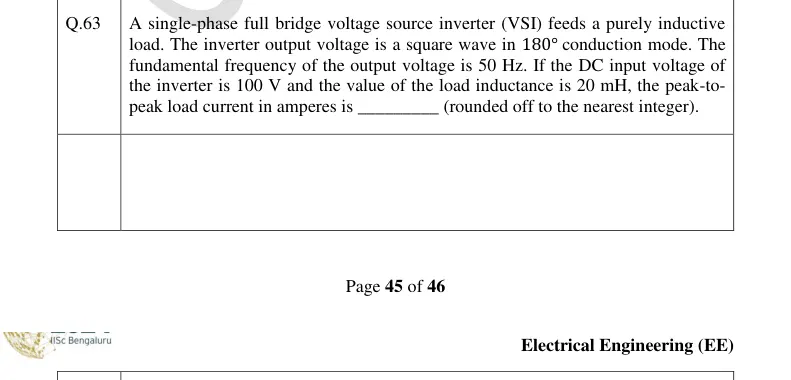 Q.63
A single-phase full bridge voltage source inverter (VSI) feeds a purely inductive
load. The inverter output voltage is a square wave in 180° conduction mode. The
fundamental frequency of the output voltage is 50 Hz. If the DC input voltage of
the inverter is 100 V and the value of the load inductance is 20 mH, the peak-to-
peak load current in amperes is _________ (rounded off to the nearest integer).
Page 45 of 46
IISc Bengaluru
Electrical Engineering (EE)